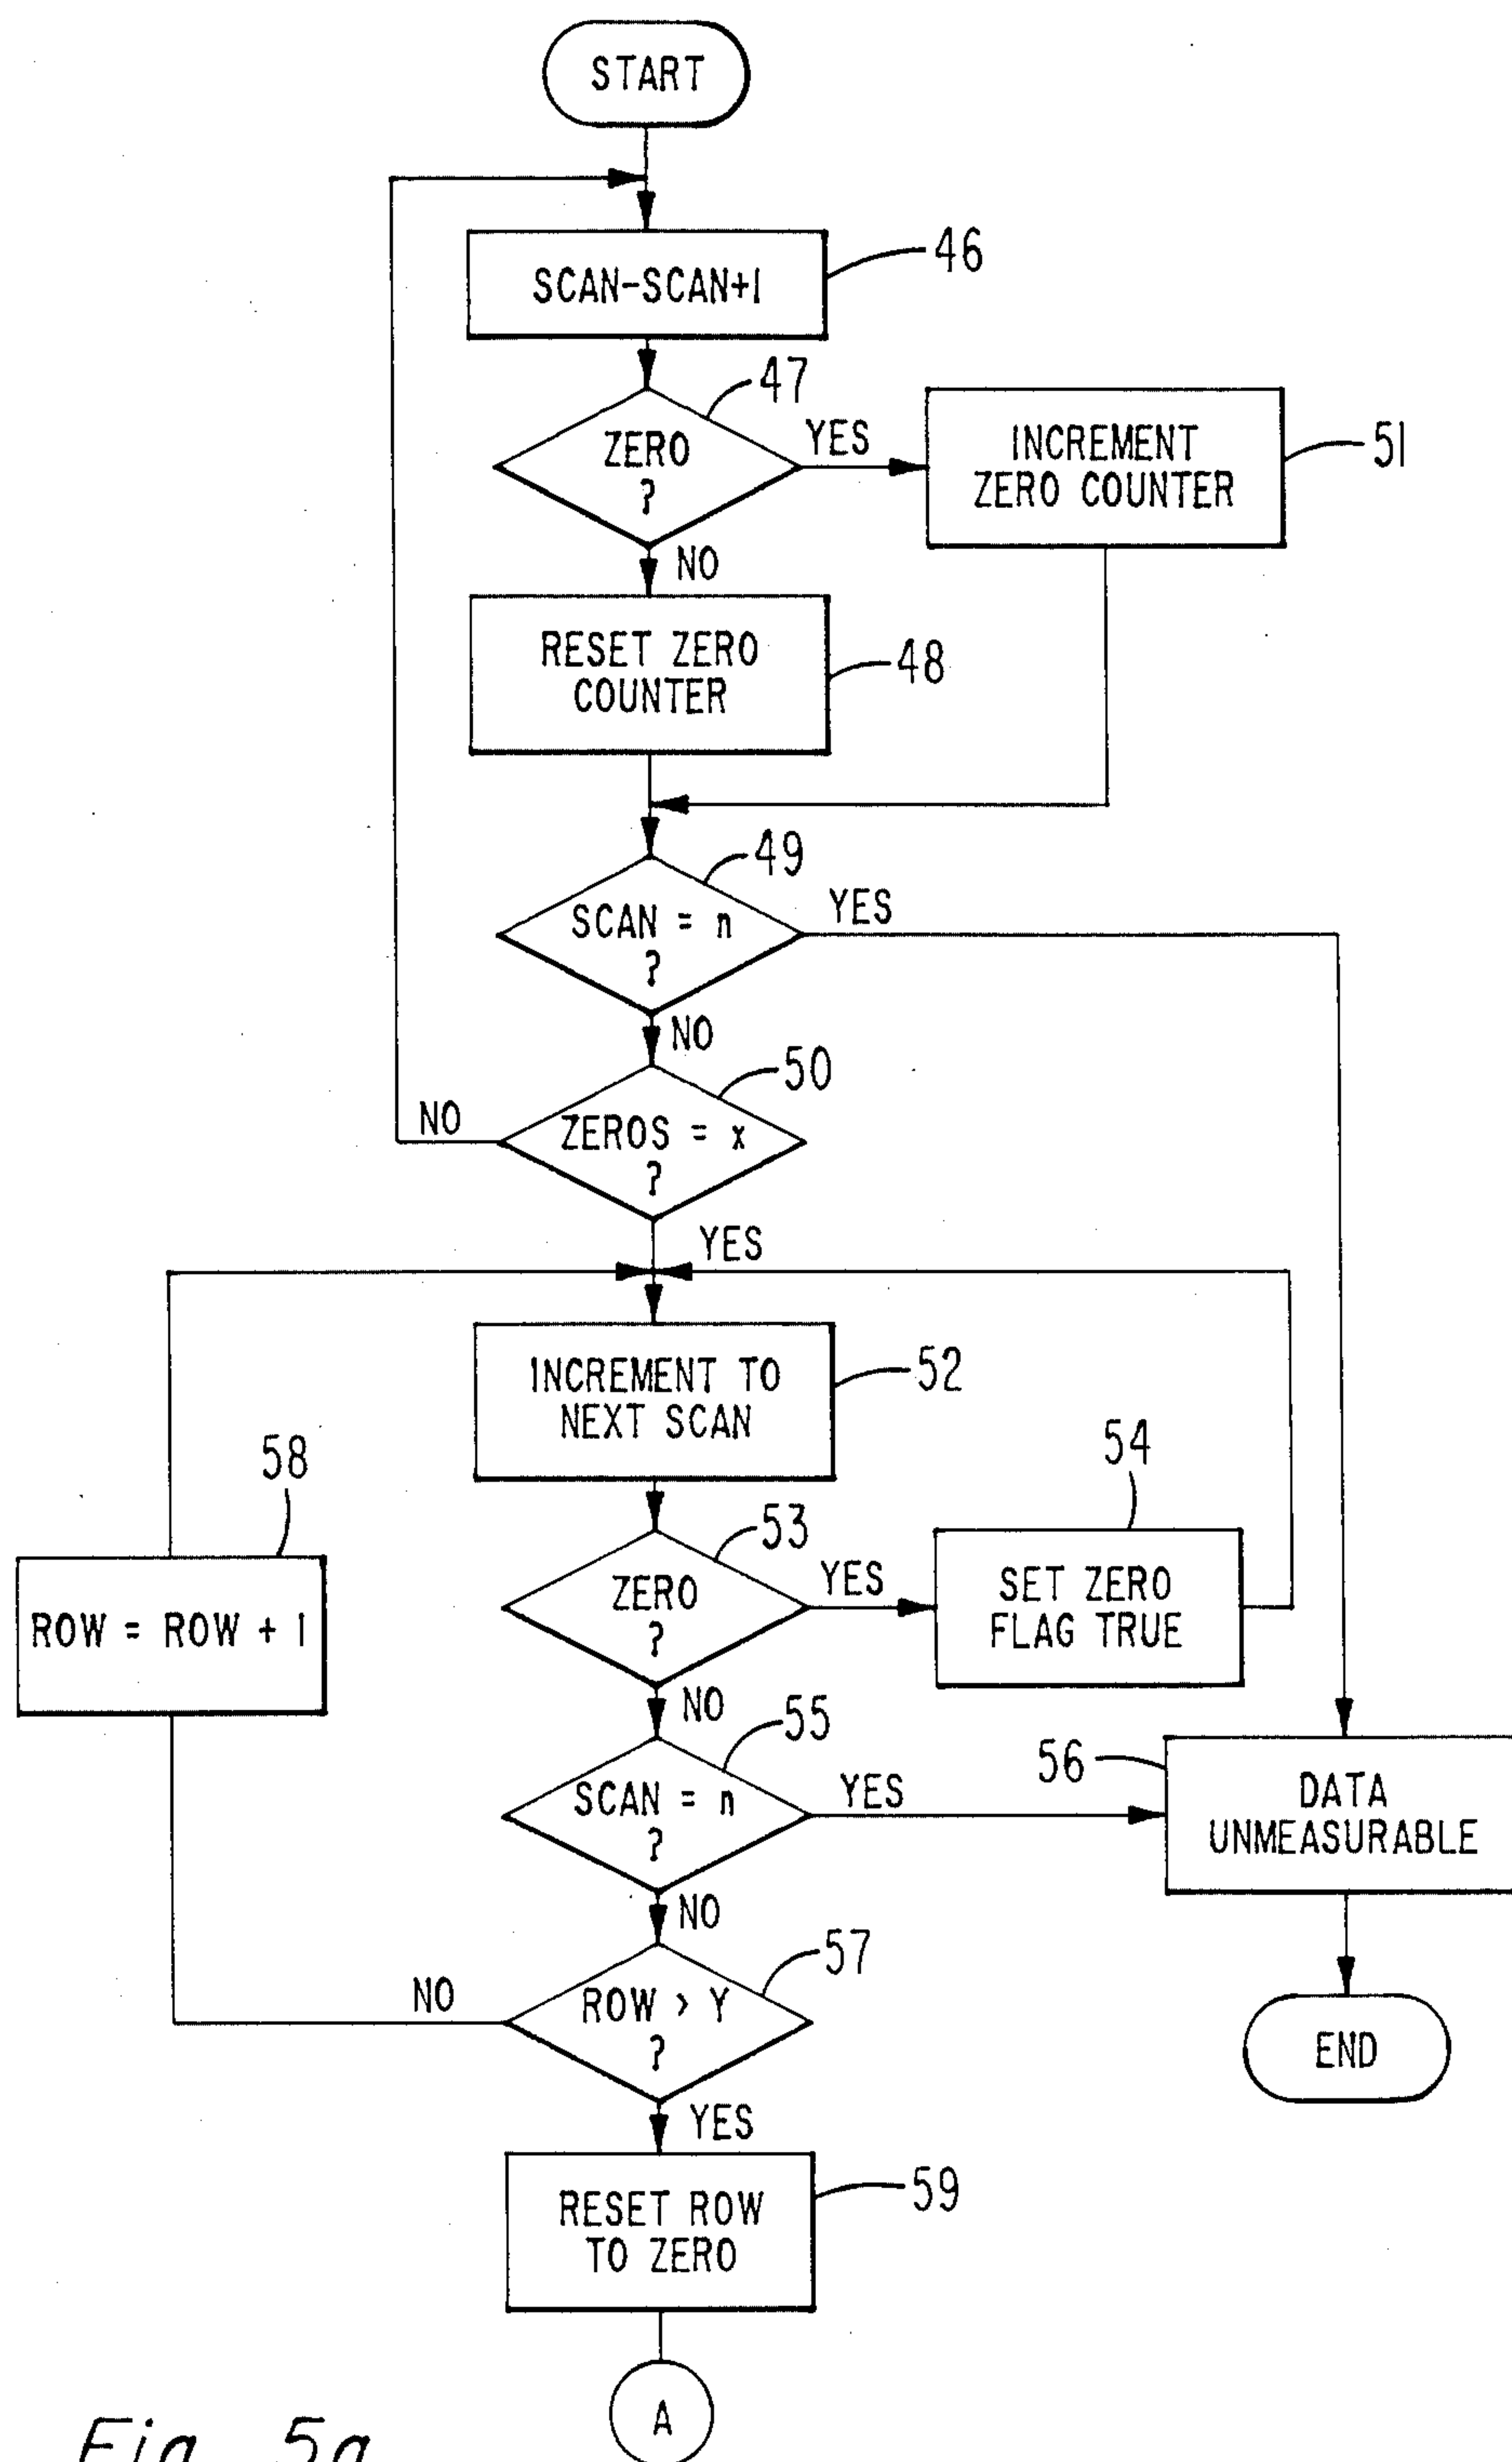 START
SCAN-SCAN+1
46
47
ZERO
?
YES
INCREMENT
ZERO COUNTER
51
NO
RESET ZERO
COUNTER
48
49
SCAN = n
?
YES
NO
50
ZEROS = x
?
NO
YES
INCREMENT TO
NEXT SCAN
52
58
54
53
ZERO
?
YES
SET ZERO
FLAG TRUE
ROW = ROW + 1
NO
55
SCAN = n
?
YES
56
DATA
UNMEASURABLE
NO
57
ROW > Y
?
NO
END
YES
RESET ROW
TO ZERO
59
A
Fig. 5a